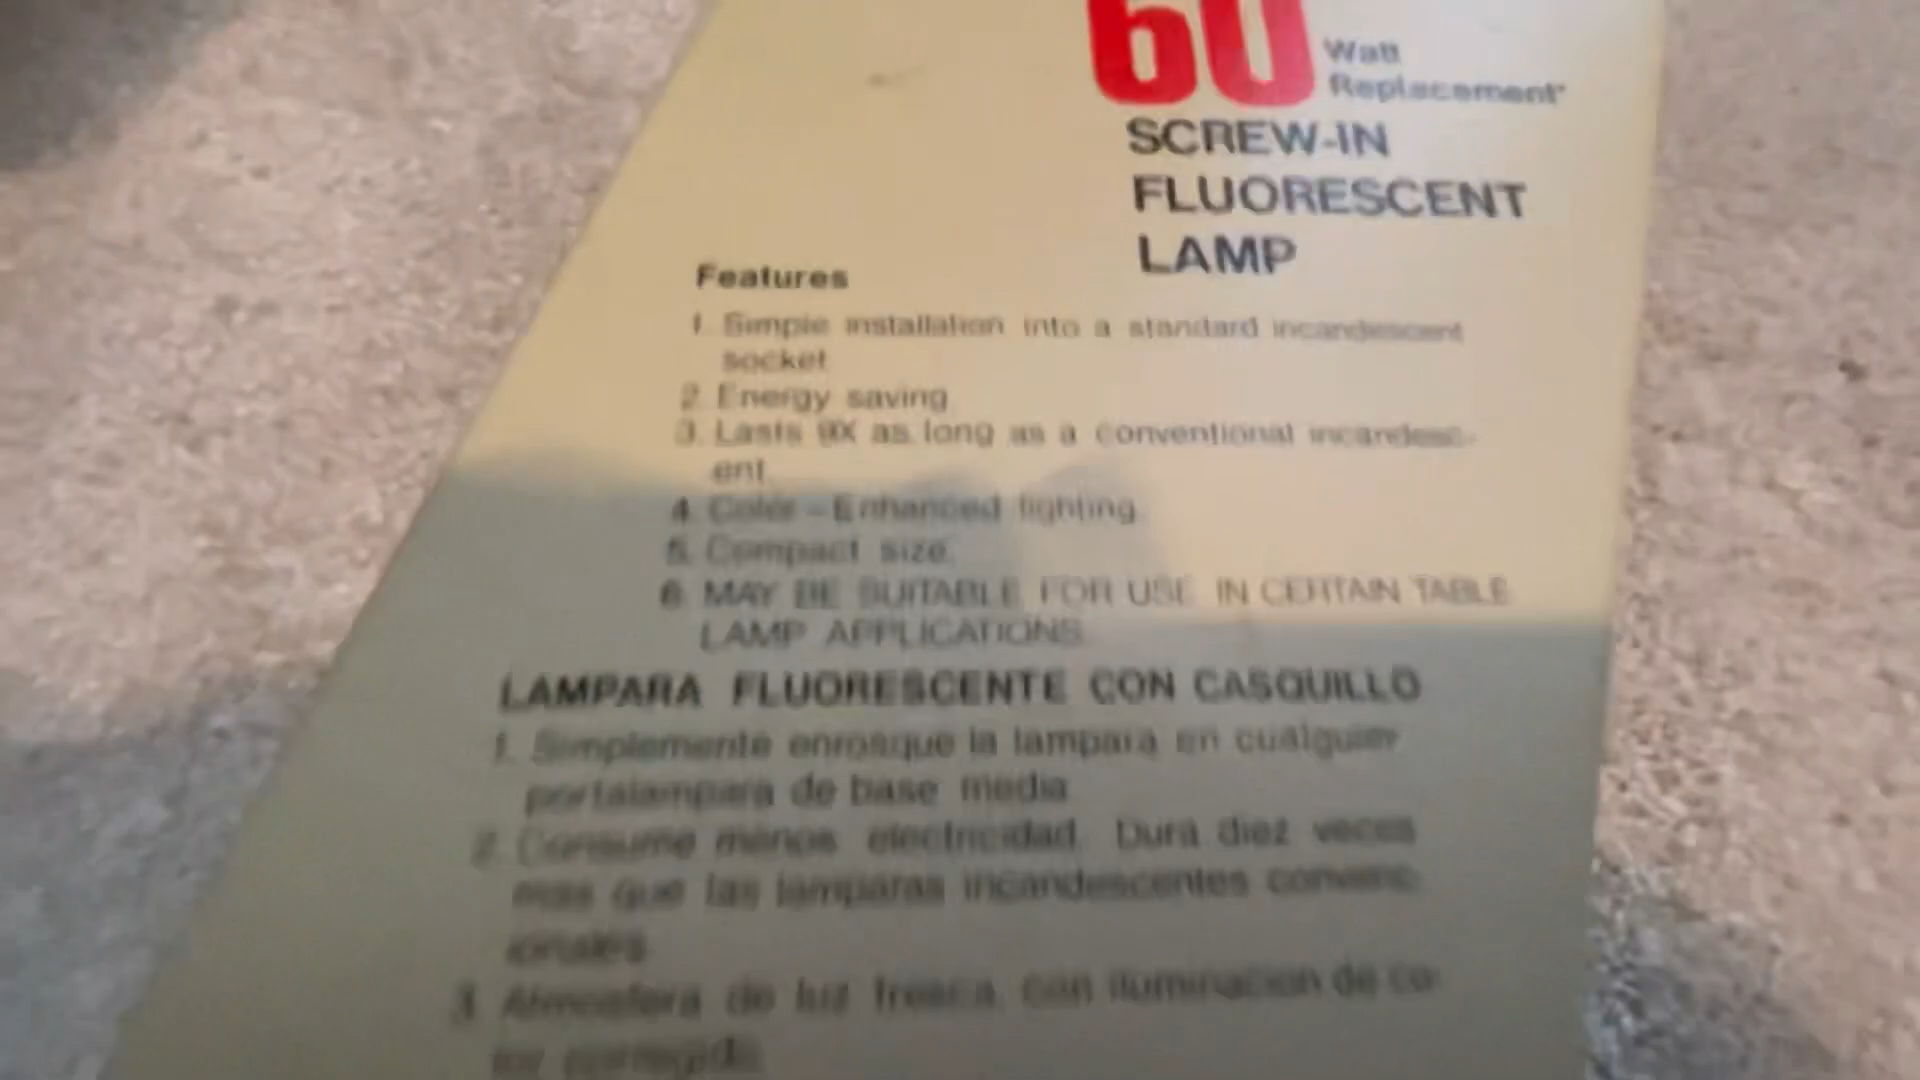 60 Watt
Replacement*
SCREW-IN
FLUORESCENT
LAMP
Features
1. Simple installation into a standard incandescent
socket
2. Energy saving
3. Lasts 9X as long as a conventional incandesc-
ent.
4. Color-Enhanced lighting.
5. Compact size.
6. MAY BE SUITABLE FOR USE IN CERTAIN TABLE
LAMP APPLICATIONS
LAMPARA FLUORESCENTE CON CASQUILLO
1. Simplemente enrosque la lampara en cualguier
portalampara de base media
2. Consume menos electricidad. Dura diez veces
mas que las lamparas incandescentes convenc-
ionales
3. Atmosfera de luz fresca, con iluminacion de co-
lor